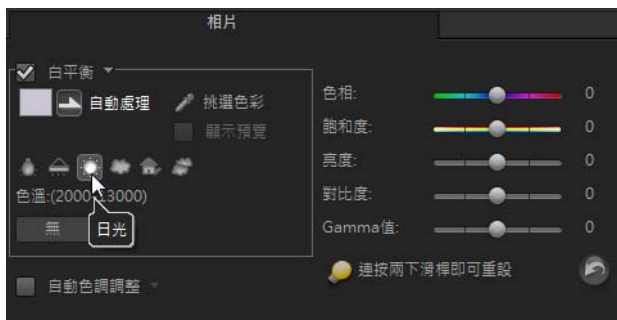 相片
白平衡
自動處理
挑選色彩
顯示預覽
色溫:(2000-13000)
無
日光
自動色調調整
色相: 0
飽和度: 0
亮度: 0
對比度: 0
Gamma值: 0
連按兩下滑桿即可重設